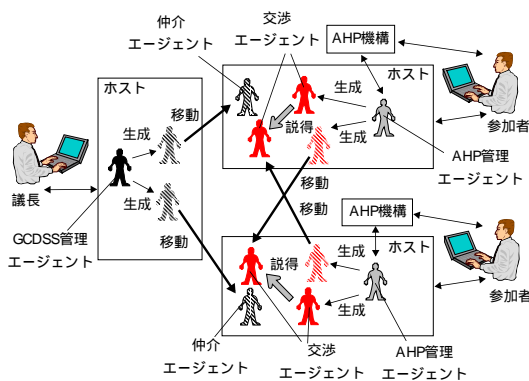 仲介
エージェント
交渉
エージェント
AHP機構
ホスト
ホスト
生成
移動
生成
説得
生成
参加者
AHP管理
エージェント
議長
生成
移動
移動
移動
GCDSS管理
エージェント
AHP機構
ホスト
説得
生成
生成
参加者
仲介
エージェント
交渉
エージェント
AHP管理
エージェント